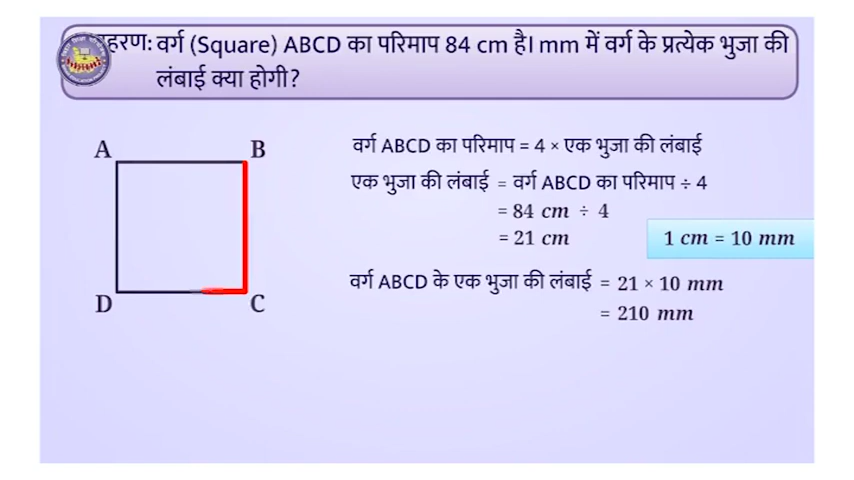 वर्ग (Square) ABCD का परिमाप 84 cm है। mm में वर्ग के प्रत्येक भुजा की
लंबाई क्या होगी?
A
B
D
C
वर्ग ABCD का परिमाप = 4 × एक भुजा की लंबाई
एक भुजा की लंबाई = वर्ग ABCD का परिमाप ÷ 4
= 84 cm ÷ 4
= 21 cm
1 cm = 10 mm
वर्ग ABCD के एक भुजा की लंबाई = 21 × 10 mm
= 210 mm